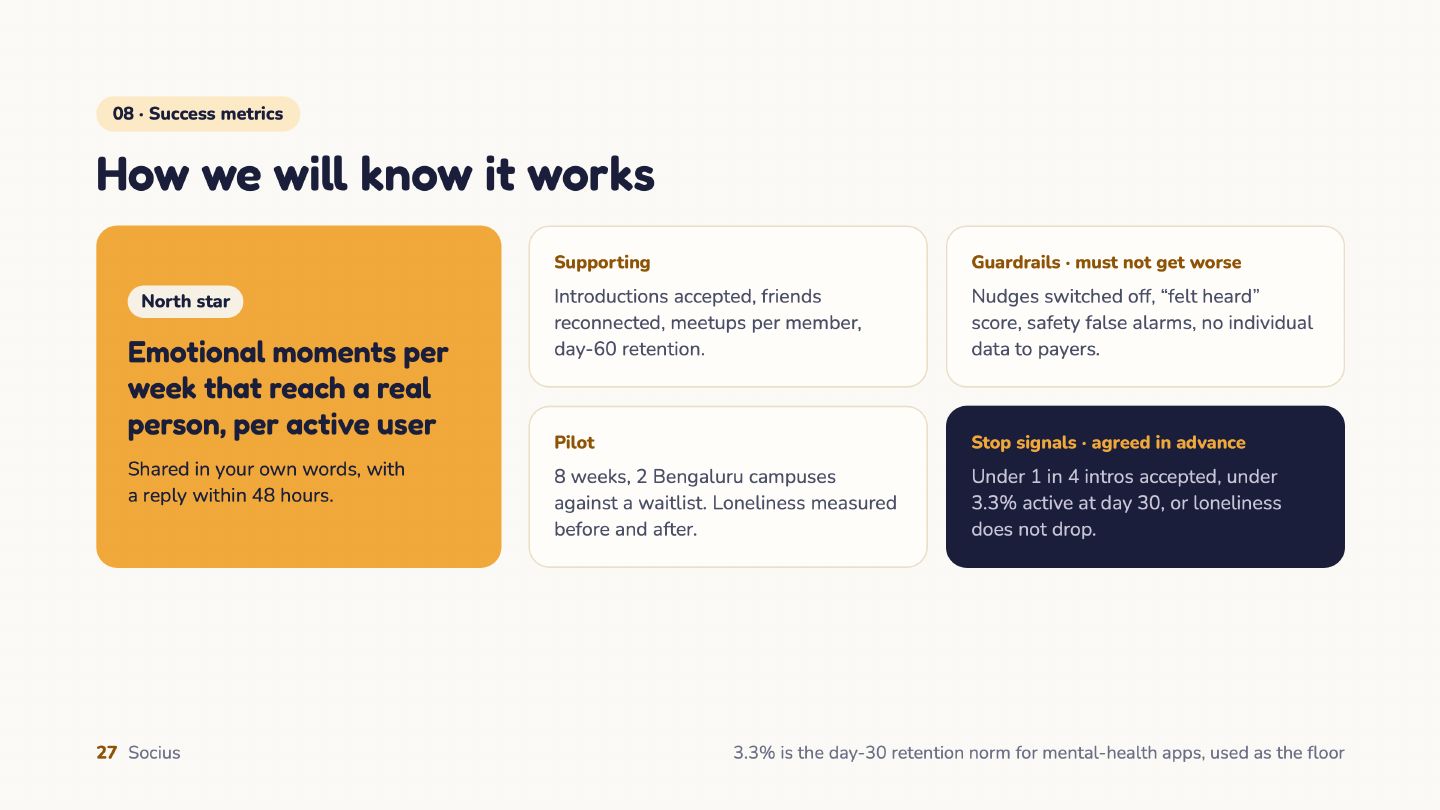 08 · Success metrics
How we will know it works
North star
Emotional moments per
week that reach a real
person, per active user
Shared in your own words, with
a reply within 48 hours.
Supporting
Introductions accepted, friends
reconnected, meetups per member,
day-60 retention.
Guardrails · must not get worse
Nudges switched off, “felt heard”
score, safety false alarms, no individual
data to payers.
Pilot
8 weeks, 2 Bengaluru campuses
against a waitlist. Loneliness measured
before and after.
Stop signals · agreed in advance
Under 1 in 4 intros accepted, under
3.3% active at day 30, or loneliness
does not drop.
27 Socius
3.3% is the day-30 retention norm for mental-health apps, used as the floor